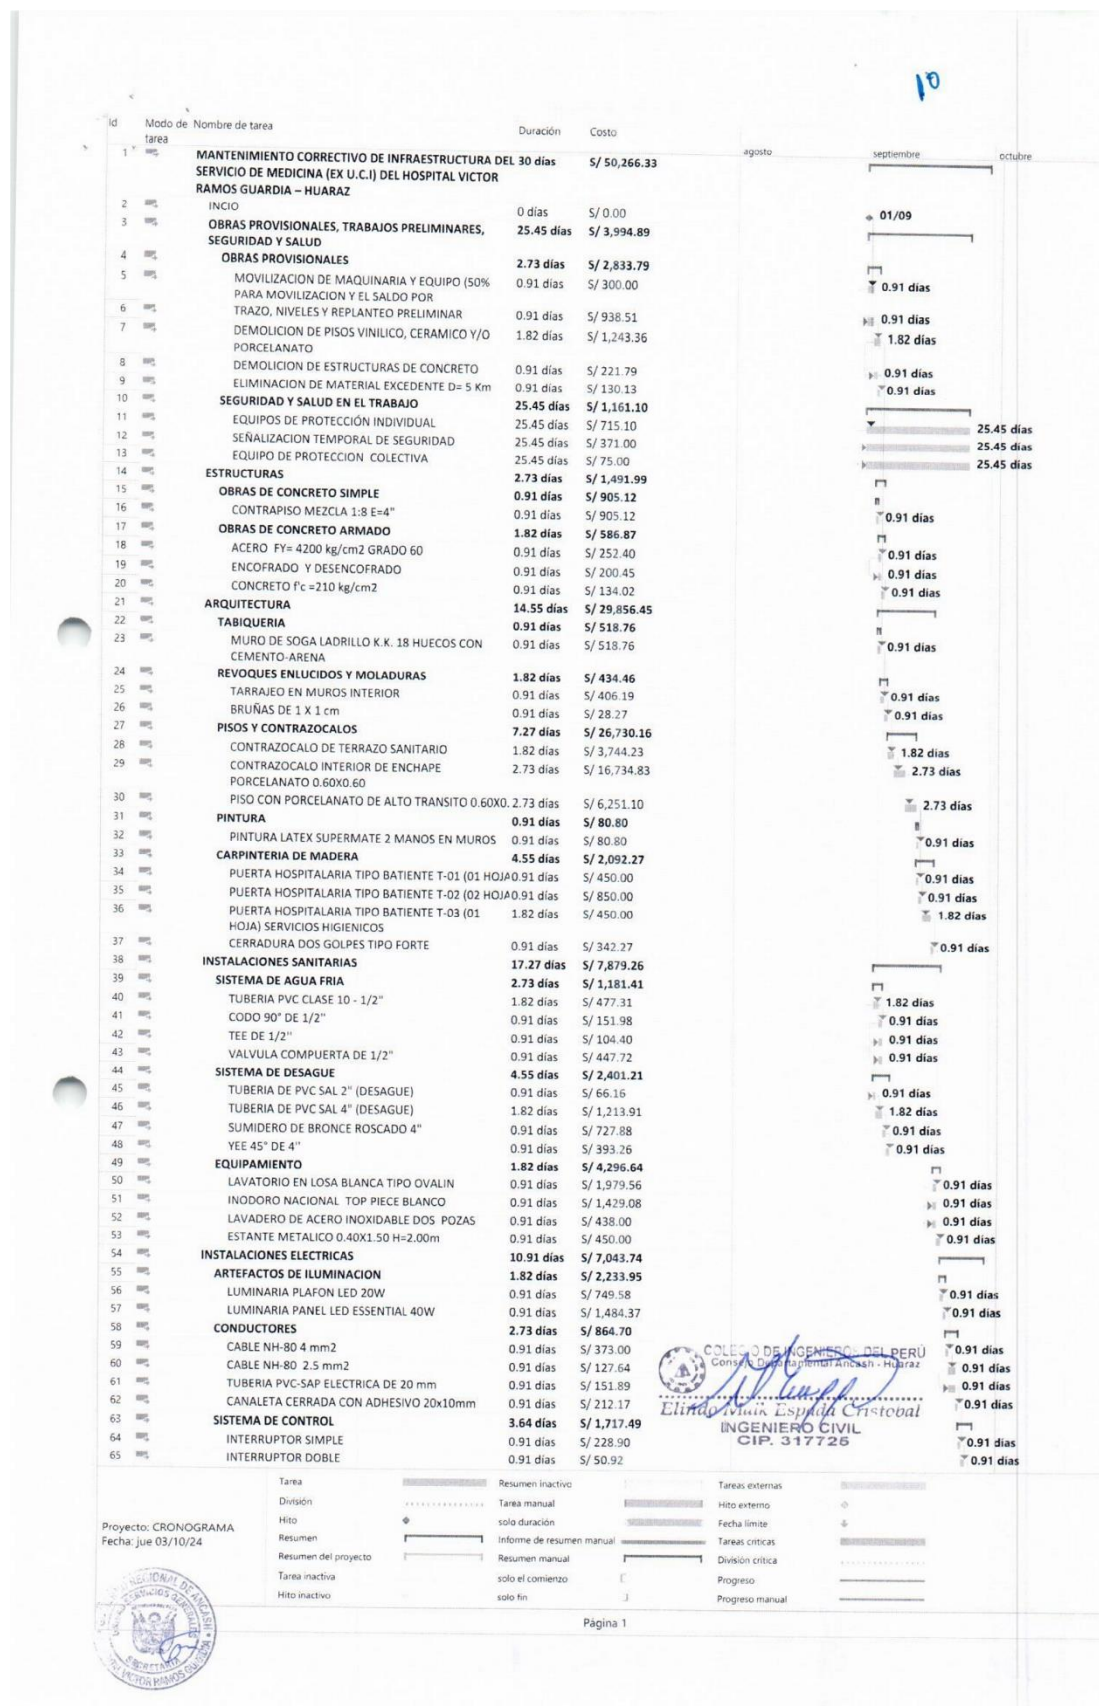 10
Id Modo de tarea Nombre de tarea Duración Costo
agosto septiembre octubre
1 MANTENIMIENTO CORRECTIVO DE INFRAESTRUCTURA DEL 30 días S/ 50,266.33
SERVICIO DE MEDICINA (EX U.C.I) DEL HOSPITAL VICTOR
RAMOS GUARDIA – HUARAZ
2 INCIO 0 días S/ 0.00 01/09
3 OBRAS PROVISIONALES, TRABAJOS PRELIMINARES, 25.45 días S/ 3,994.89
SEGURIDAD Y SALUD
4 OBRAS PROVISIONALES 2.73 días S/ 2,833.79
5 MOVILIZACION DE MAQUINARIA Y EQUIPO (50% 0.91 días S/ 300.00 0.91 días
PARA MOVILIZACION Y EL SALDO POR
6 TRAZO, NIVELES Y REPLANTEO PRELIMINAR 0.91 días S/ 938.51 0.91 días
7 DEMOLICION DE PISOS VINILICO, CERAMICO Y/O 1.82 días S/ 1,243.36 1.82 días
PORCELANATO
8 DEMOLICION DE ESTRUCTURAS DE CONCRETO 0.91 días S/ 221.79 0.91 días
9 ELIMINACION DE MATERIAL EXCEDENTE D= 5 Km 0.91 días S/ 130.13 0.91 días
10 SEGURIDAD Y SALUD EN EL TRABAJO 25.45 días S/ 1,161.10
11 EQUIPOS DE PROTECCIÓN INDIVIDUAL 25.45 días S/ 715.10 25.45 días
12 SEÑALIZACION TEMPORAL DE SEGURIDAD 25.45 días S/ 371.00 25.45 días
13 EQUIPO DE PROTECCION COLECTIVA 25.45 días S/ 75.00 25.45 días
14 ESTRUCTURAS 2.73 días S/ 1,491.99
15 OBRAS DE CONCRETO SIMPLE 0.91 días S/ 905.12
16 CONTRAPISO MEZCLA 1:8 E=4" 0.91 días S/ 905.12 0.91 días
17 OBRAS DE CONCRETO ARMADO 1.82 días S/ 586.87
18 ACERO FY= 4200 kg/cm2 GRADO 60 0.91 días S/ 252.40 0.91 días
19 ENCOFRADO Y DESENCOFRADO 0.91 días S/ 200.45 0.91 días
20 CONCRETO f'c =210 kg/cm2 0.91 días S/ 134.02 0.91 días
21 ARQUITECTURA 14.55 días S/ 29,856.45
22 TABIQUERIA 0.91 días S/ 518.76
23 MURO DE SOGA LADRILLO K.K. 18 HUECOS CON 0.91 días S/ 518.76 0.91 días
CEMENTO-ARENA
24 REVOQUES ENLUCIDOS Y MOLADURAS 1.82 días S/ 434.46
25 TARRAJEO EN MUROS INTERIOR 0.91 días S/ 406.19 0.91 días
26 BRUÑAS DE 1 X 1 cm 0.91 días S/ 28.27 0.91 días
27 PISOS Y CONTRAZOCALOS 7.27 días S/ 26,730.16
28 CONTRAZOCALO DE TERRAZO SANITARIO 1.82 días S/ 3,744.23 1.82 días
29 CONTRAZOCALO INTERIOR DE ENCHAPE 2.73 días S/ 16,734.83 2.73 días
PORCELANATO 0.60X0.60
30 PISO CON PORCELANATO DE ALTO TRANSITO 0.60X0. 2.73 días S/ 6,251.10 2.73 días
31 PINTURA 0.91 días S/ 80.80
32 PINTURA LATEX SUPERMATE 2 MANOS EN MUROS 0.91 días S/ 80.80 0.91 días
33 CARPINTERIA DE MADERA 4.55 días S/ 2,092.27
34 PUERTA HOSPITALARIA TIPO BATIENTE T-01 (01 HOJA 0.91 días S/ 450.00 0.91 días
35 PUERTA HOSPITALARIA TIPO BATIENTE T-02 (02 HOJA 0.91 días S/ 850.00 0.91 días
36 PUERTA HOSPITALARIA TIPO BATIENTE T-03 (01 1.82 días S/ 450.00 1.82 días
HOJA) SERVICIOS HIGIENICOS
37 CERRADURA DOS GOLPES TIPO FORTE 0.91 días S/ 342.27 0.91 días
38 INSTALACIONES SANITARIAS 17.27 días S/ 7,879.26
39 SISTEMA DE AGUA FRIA 2.73 días S/ 1,181.41
40 TUBERIA PVC CLASE 10 - 1/2" 1.82 días S/ 477.31 1.82 días
41 CODO 90° DE 1/2" 0.91 días S/ 151.98 0.91 días
42 TEE DE 1/2" 0.91 días S/ 104.40 0.91 días
43 VALVULA COMPUERTA DE 1/2" 0.91 días S/ 447.72 0.91 días
44 SISTEMA DE DESAGUE 4.55 días S/ 2,401.21
45 TUBERIA DE PVC SAL 2" (DESAGUE) 0.91 días S/ 66.16 0.91 días
46 TUBERIA DE PVC SAL 4" (DESAGUE) 1.82 días S/ 1,213.91 1.82 días
47 SUMIDERO DE BRONCE ROSCADO 4" 0.91 días S/ 727.88 0.91 días
48 YEE 45° DE 4" 0.91 días S/ 393.26 0.91 días
49 EQUIPAMIENTO 1.82 días S/ 4,296.64
50 LAVATORIO EN LOSA BLANCA TIPO OVALIN 0.91 días S/ 1,979.56 0.91 días
51 INODORO NACIONAL TOP PIECE BLANCO 0.91 días S/ 1,429.08 0.91 días
52 LAVADERO DE ACERO INOXIDABLE DOS POZAS 0.91 días S/ 438.00 0.91 días
53 ESTANTE METALICO 0.40X1.50 H=2.00m 0.91 días S/ 450.00 0.91 días
54 INSTALACIONES ELECTRICAS 10.91 días S/ 7,043.74
55 ARTEFACTOS DE ILUMINACION 1.82 días S/ 2,233.95
56 LUMINARIA PLAFON LED 20W 0.91 días S/ 749.58 0.91 días
57 LUMINARIA PANEL LED ESSENTIAL 40W 0.91 días S/ 1,484.37 0.91 días
58 CONDUCTORES 2.73 días S/ 864.70
59 CABLE NH-80 4 mm2 0.91 días S/ 373.00 0.91 días
60 CABLE NH-80 2.5 mm2 0.91 días S/ 127.64 0.91 días
61 TUBERIA PVC-SAP ELECTRICA DE 20 mm 0.91 días S/ 151.89 0.91 días
62 CANALETA CERRADA CON ADHESIVO 20x10mm 0.91 días S/ 212.17 0.91 días
63 SISTEMA DE CONTROL 3.64 días S/ 1,717.49
64 INTERRUPTOR SIMPLE 0.91 días S/ 228.90 0.91 días
65 INTERRUPTOR DOBLE 0.91 días S/ 50.92 0.91 días
COLEGIO DE INGENIEROS DEL PERÚ
Consejo Departamental Ancash - Huaraz
Elindo Maik Espada Cristobal
INGENIERO CIVIL
CIP. 317725
Proyecto: CRONOGRAMA
Fecha: jue 03/10/24
Tarea Resumen inactivo Tareas externas
División Tarea manual Hito externo
Hito solo duración Fecha límite
Resumen Informe de resumen manual Tareas críticas
Resumen del proyecto Resumen manual División crítica
Tarea inactiva solo el comienzo Progreso
Hito inactivo solo fin Progreso manual
Página 1
SECRETARIA